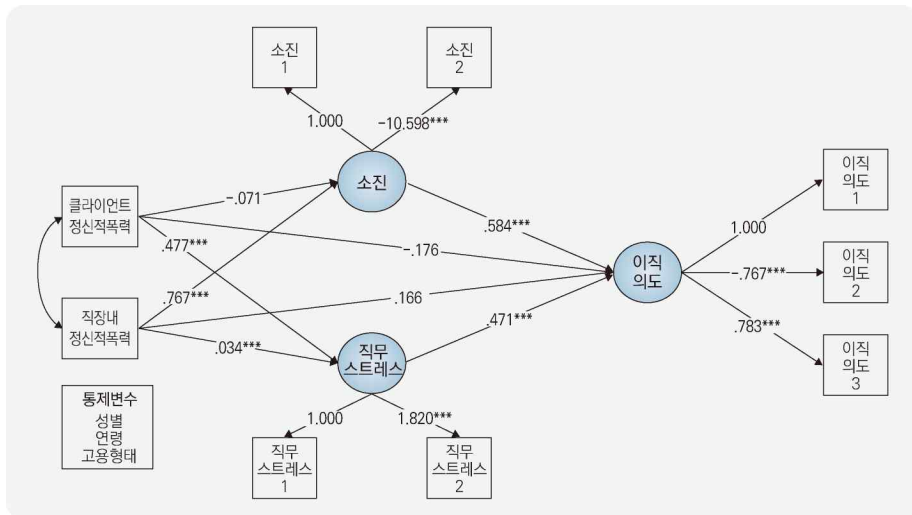 소진
1
소진
2
1.000
-10.598***
소진
클라이언트
정신적폭력
-.071
.477***
-.176
.584***
이직
의도
이직
의도
1
1.000
이직
의도
2
-.767***
이직
의도
3
.783***
직장내
정신적폭력
.767***
.166
.034***
.471***
직무
스트레스
통제변수
성별
연령
고용형태
1.000
1.820***
직무
스트레스
1
직무
스트레스
2